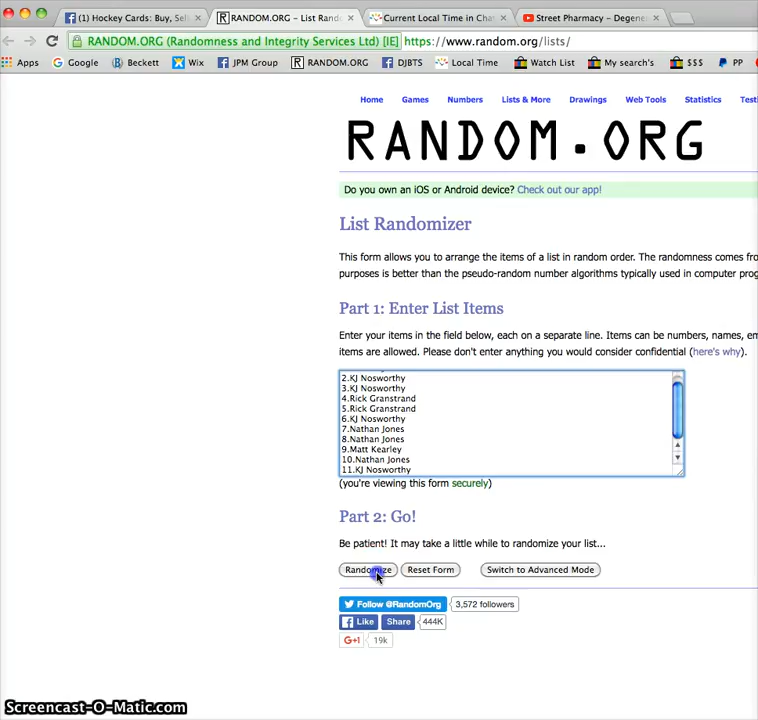 (1) Hockey Cards: Buy, Sel
RANDOM.ORG - List Rand
Current Local Time in Cha
Street Pharmacy – Degene
RANDOM.ORG (Randomness and Integrity Services Ltd) [IE] https://www.random.org/lists/
Apps Google Beckett Wix JPM Group RANDOM.ORG DJBTS Local Time Watch List My search's $$$ PP
Home Games Numbers Lists & More Drawings Web Tools Statistics Testi
RANDOM.ORG
Do you own an iOS or Android device? Check out our app!
List Randomizer
This form allows you to arrange the items of a list in random order. The randomness comes fro
purposes is better than the pseudo-random number algorithms typically used in computer prog
Part 1: Enter List Items
Enter your items in the field below, each on a separate line. Items can be numbers, names, em
items are allowed. Please don't enter anything you would consider confidential (here's why).
2.KJ Nosworthy
3.KJ Nosworthy
4.Rick Granstrand
5.Rick Granstrand
6.KJ Nosworthy
7.Nathan Jones
8.Nathan Jones
9.Matt Kearley
10.Nathan Jones
11.KJ Nosworthy
(you're viewing this form securely)
Part 2: Go!
Be patient! It may take a little while to randomize your list...
Randomize Reset Form Switch to Advanced Mode
Follow @RandomOrg 3,572 followers
Like Share 444K
G+1 19k
Screencast-O-Matic.com